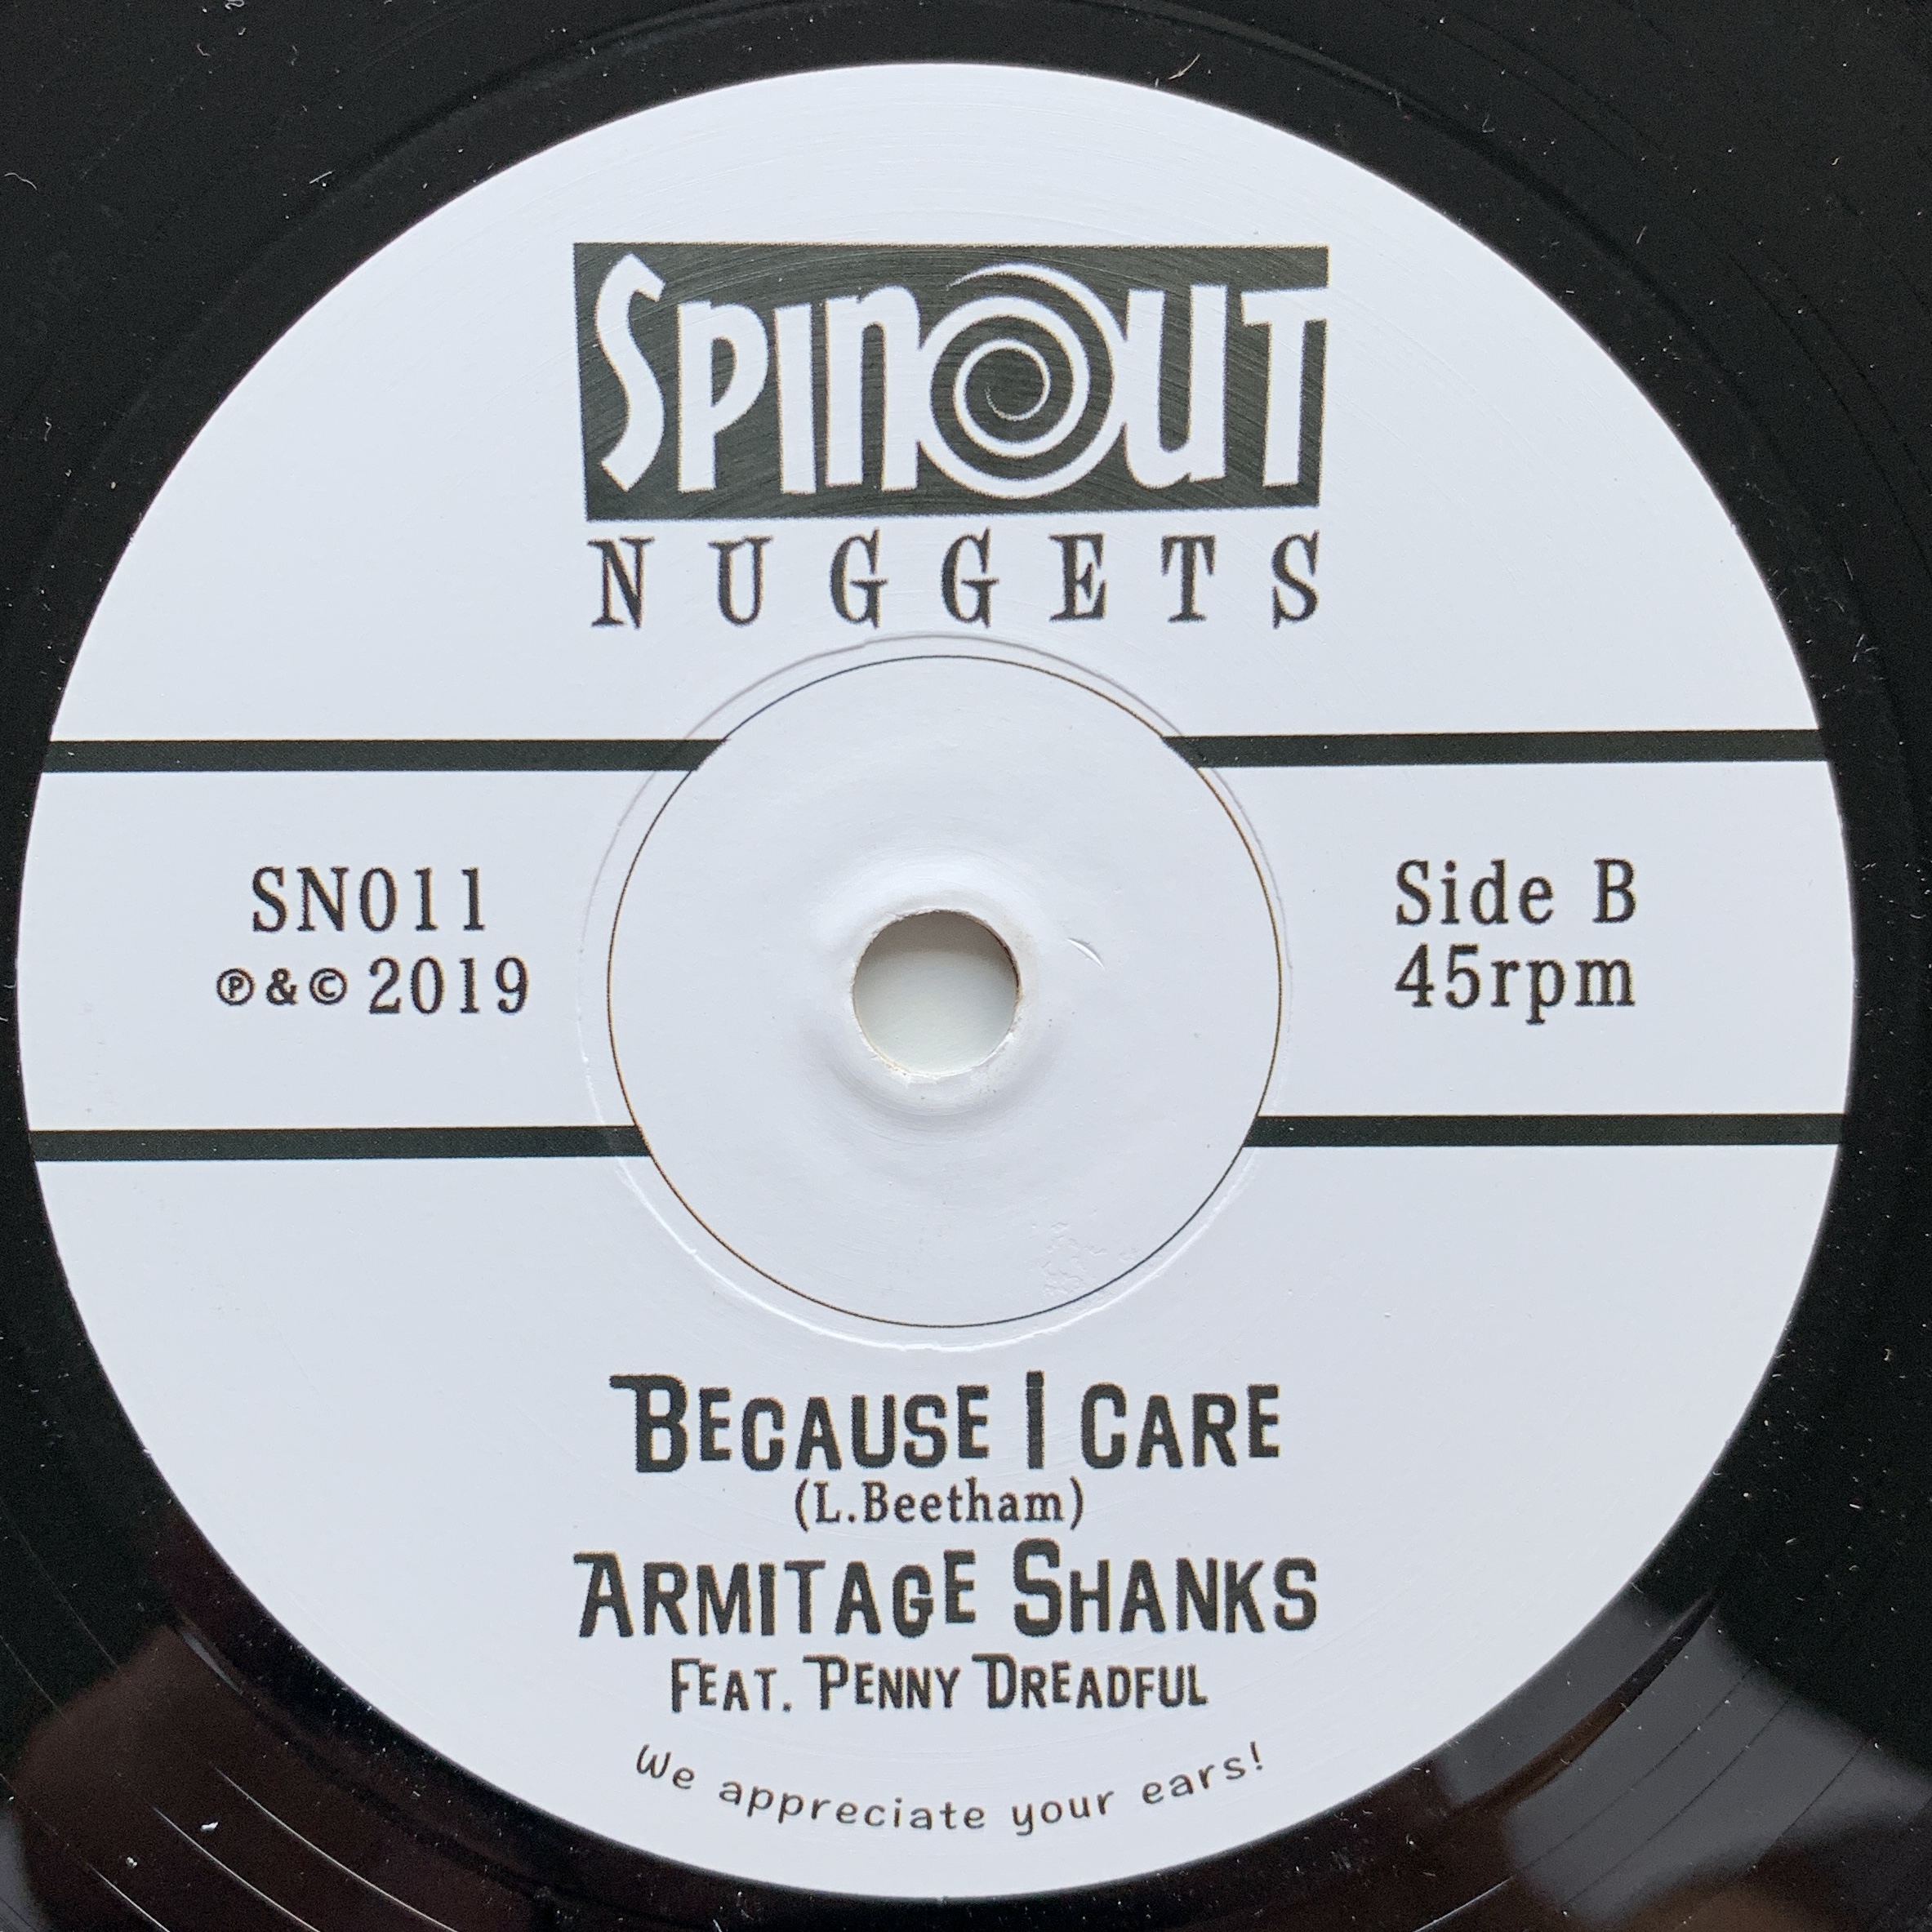 SPINOUT
NUGGETS
SN011
℗ & © 2019
Side B
45rpm
BECAUSE I CARE
(L.Beetham)
ARMITAGE SHANKS
FEAT. PENNY DREADFUL
We appreciate your ears!